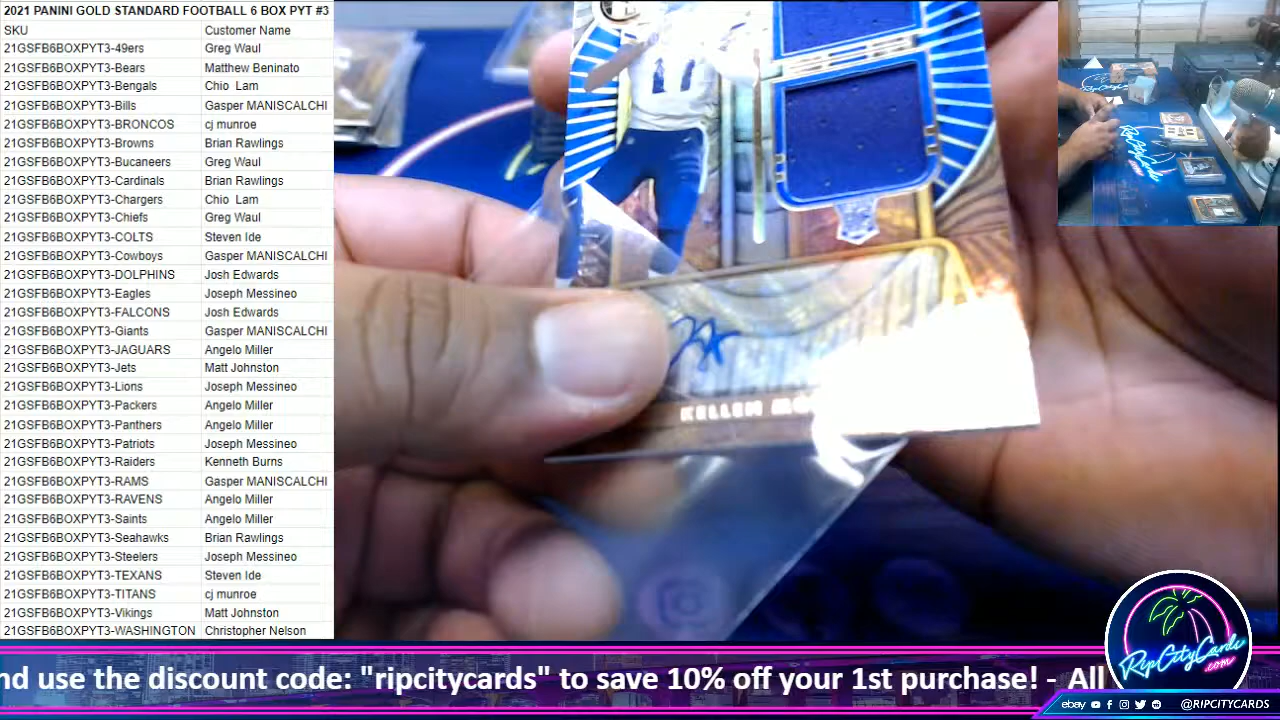 2021 PANINI GOLD STANDARD FOOTBALL 6 BOX PYT #3
SKU Customer Name
21GSFB6BOXPYT3-49ers Greg Waul
21GSFB6BOXPYT3-Bears Matthew Beninato
21GSFB6BOXPYT3-Bengals Chio Lam
21GSFB6BOXPYT3-Bills Gasper MANISCALCHI
21GSFB6BOXPYT3-BRONCOS cj munroe
21GSFB6BOXPYT3-Browns Brian Rawlings
21GSFB6BOXPYT3-Bucaneers Greg Waul
21GSFB6BOXPYT3-Cardinals Brian Rawlings
21GSFB6BOXPYT3-Chargers Chio Lam
21GSFB6BOXPYT3-Chiefs Greg Waul
21GSFB6BOXPYT3-COLTS Steven Ide
21GSFB6BOXPYT3-Cowboys Gasper MANISCALCHI
21GSFB6BOXPYT3-DOLPHINS Josh Edwards
21GSFB6BOXPYT3-Eagles Joseph Messineo
21GSFB6BOXPYT3-FALCONS Josh Edwards
21GSFB6BOXPYT3-Giants Gasper MANISCALCHI
21GSFB6BOXPYT3-JAGUARS Angelo Miller
21GSFB6BOXPYT3-Jets Matt Johnston
21GSFB6BOXPYT3-Lions Joseph Messineo
21GSFB6BOXPYT3-Packers Angelo Miller
21GSFB6BOXPYT3-Panthers Angelo Miller
21GSFB6BOXPYT3-Patriots Joseph Messineo
21GSFB6BOXPYT3-Raiders Kenneth Burns
21GSFB6BOXPYT3-RAMS Gasper MANISCALCHI
21GSFB6BOXPYT3-RAVENS Angelo Miller
21GSFB6BOXPYT3-Saints Angelo Miller
21GSFB6BOXPYT3-Seahawks Brian Rawlings
21GSFB6BOXPYT3-Steelers Joseph Messineo
21GSFB6BOXPYT3-TEXANS Steven Ide
21GSFB6BOXPYT3-TITANS cj munroe
21GSFB6BOXPYT3-Vikings Matt Johnston
21GSFB6BOXPYT3-WASHINGTON Christopher Nelson
11
KELLEN
nd use the discount code: "ripcitycards" to save 10% off your 1st purchase! - All
RipCityCards
.com
ebay @RIPCITYCARDS